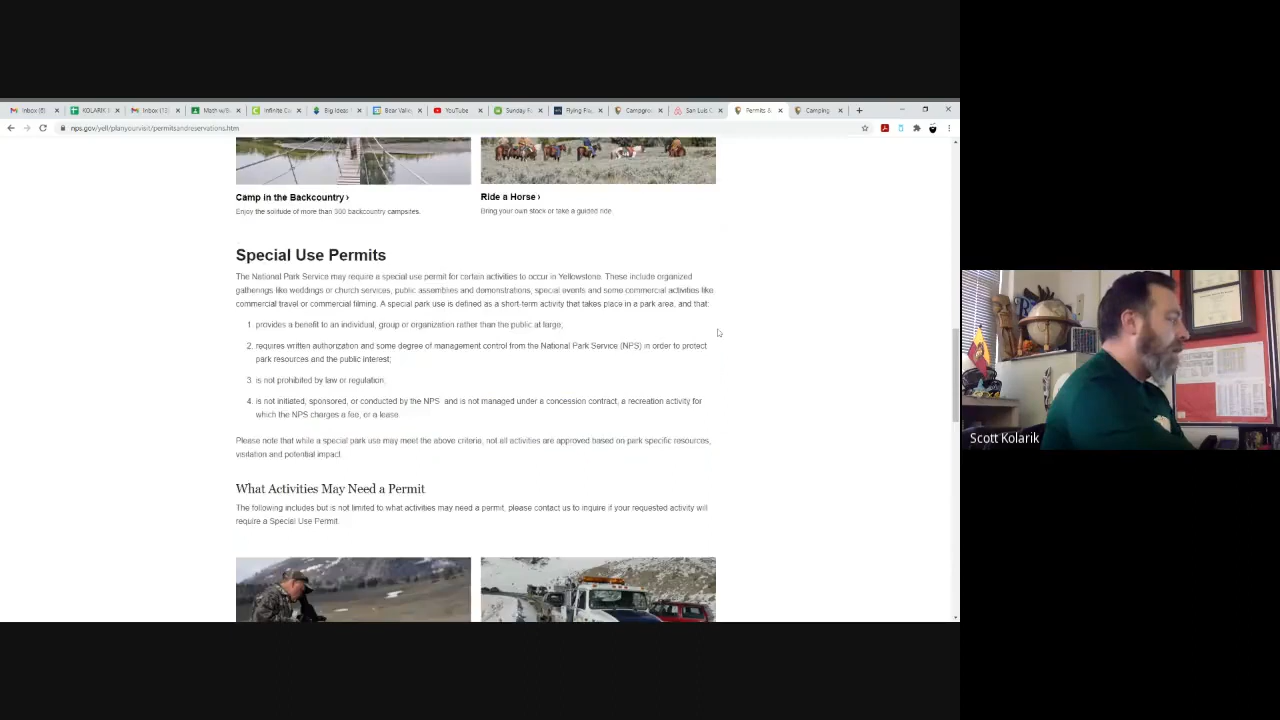 Inbox (6)
KOLARIK
Inbox (13)
Math w/6
Infinite Ca
Big Ideas
Bear Valley
YouTube
Sunday F
Flying Fle
Campgro
San Luis C
Permits &
Camping
nps.gov/yell/planyourvisit/permitsandreservations.htm
Camp in the Backcountry ›
Enjoy the solitude of more than 300 backcountry campsites.
Ride a Horse ›
Bring your own stock or take a guided ride.
Special Use Permits
The National Park Service may require a special use permit for certain activities to occur in Yellowstone. These include organized
gatherings like weddings or church services, public assemblies and demonstrations, special events and some commercial activities like
commercial travel or commercial filming. A special park use is defined as a short-term activity that takes place in a park area, and that:
1. provides a benefit to an individual, group or organization rather than the public at large;
2. requires written authorization and some degree of management control from the National Park Service (NPS) in order to protect
park resources and the public interest;
3. is not prohibited by law or regulation;
4. is not initiated, sponsored, or conducted by the NPS. and is not managed under a concession contract, a recreation activity for
which the NPS charges a fee, or a lease.
Please note that while a special park use may meet the above criteria, not all activities are approved based on park specific resources,
visitation and potential impact.
What Activities May Need a Permit
The following includes but is not limited to what activities may need a permit, please contact us to inquire if your requested activity will
require a Special Use Permit.
Scott Kolarik